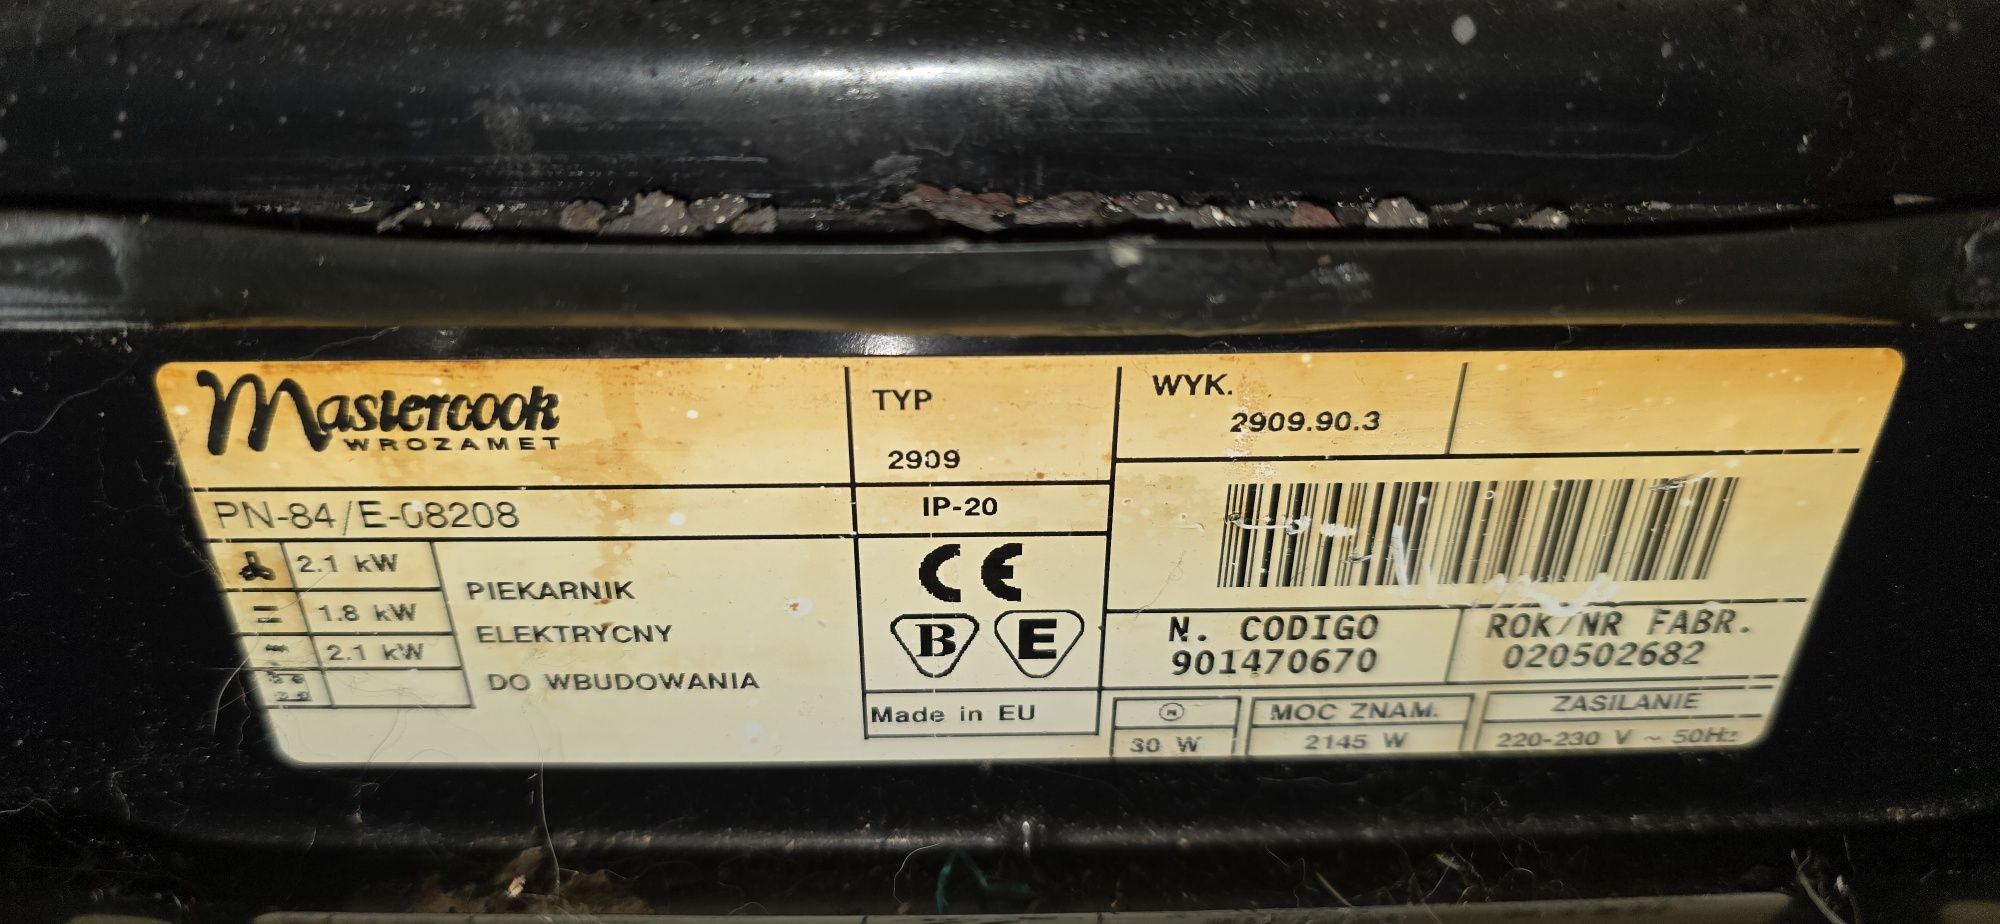 Mastercook
WROZAMET
TYP
2909
WYK.
2909.90.3
PN-84/E-08208
IP-20
2.1 kW
1.8 kW
2.1 kW
PIEKARNIK
ELEKTRYCNY
DO WBUDOWANIA
CE
B E
Made in EU
N. CODIGO
901470670
ROK/NR FABR.
020502682
30 W
MOC ZNAM.
2145 W
ZASILANIE
220-230 V ~ 50Hz